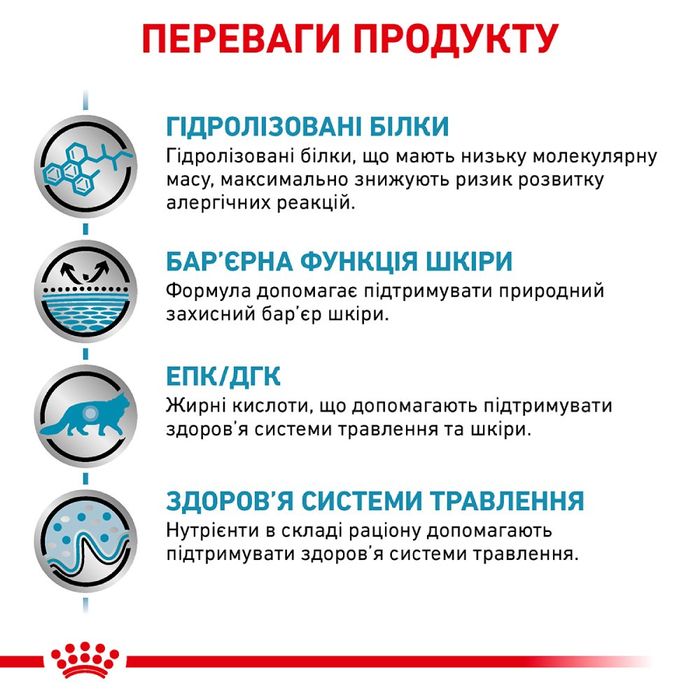 ПЕРЕВАГИ ПРОДУКТУ
ГІДРОЛІЗОВАНІ БІЛКИ
Гідролізовані білки, що мають низьку молекулярну
масу, максимально знижують ризик розвитку
алергічних реакцій.
БАР’ЄРНА ФУНКЦІЯ ШКІРИ
Формула допомагає підтримувати природний
захисний бар’єр шкіри.
ЕПК/ДГК
Жирні кислоти, що допомагають підтримувати
здоров’я системи травлення та шкіри.
ЗДОРОВ’Я СИСТЕМИ ТРАВЛЕННЯ
Нутрієнти в складі раціону допомагають
підтримувати здоров’я системи травлення.